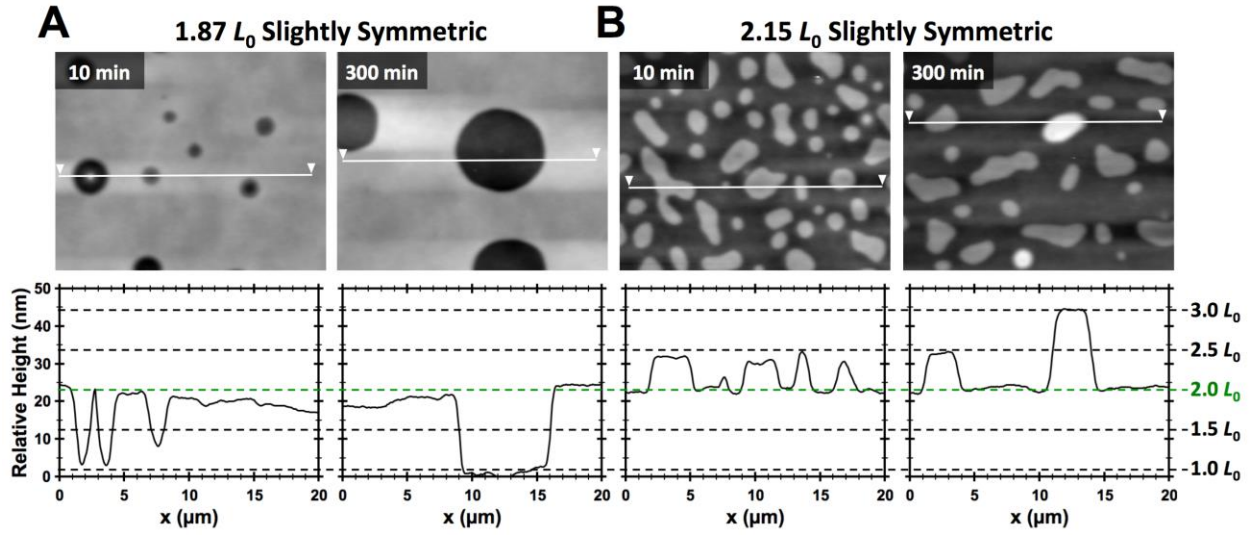 A 1.87 L0 Slightly Symmetric
B 2.15 L0 Slightly Symmetric
10 min
300 min
10 min
300 min
Relative Height (nm)
50
40
30
20
10
0
3.0 L0
2.5 L0
2.0 L0
1.5 L0
1.0 L0
0 5 10 15 20
0 5 10 15 20
0 5 10 15 20
0 5 10 15 20
x (µm)
x (µm)
x (µm)
x (µm)